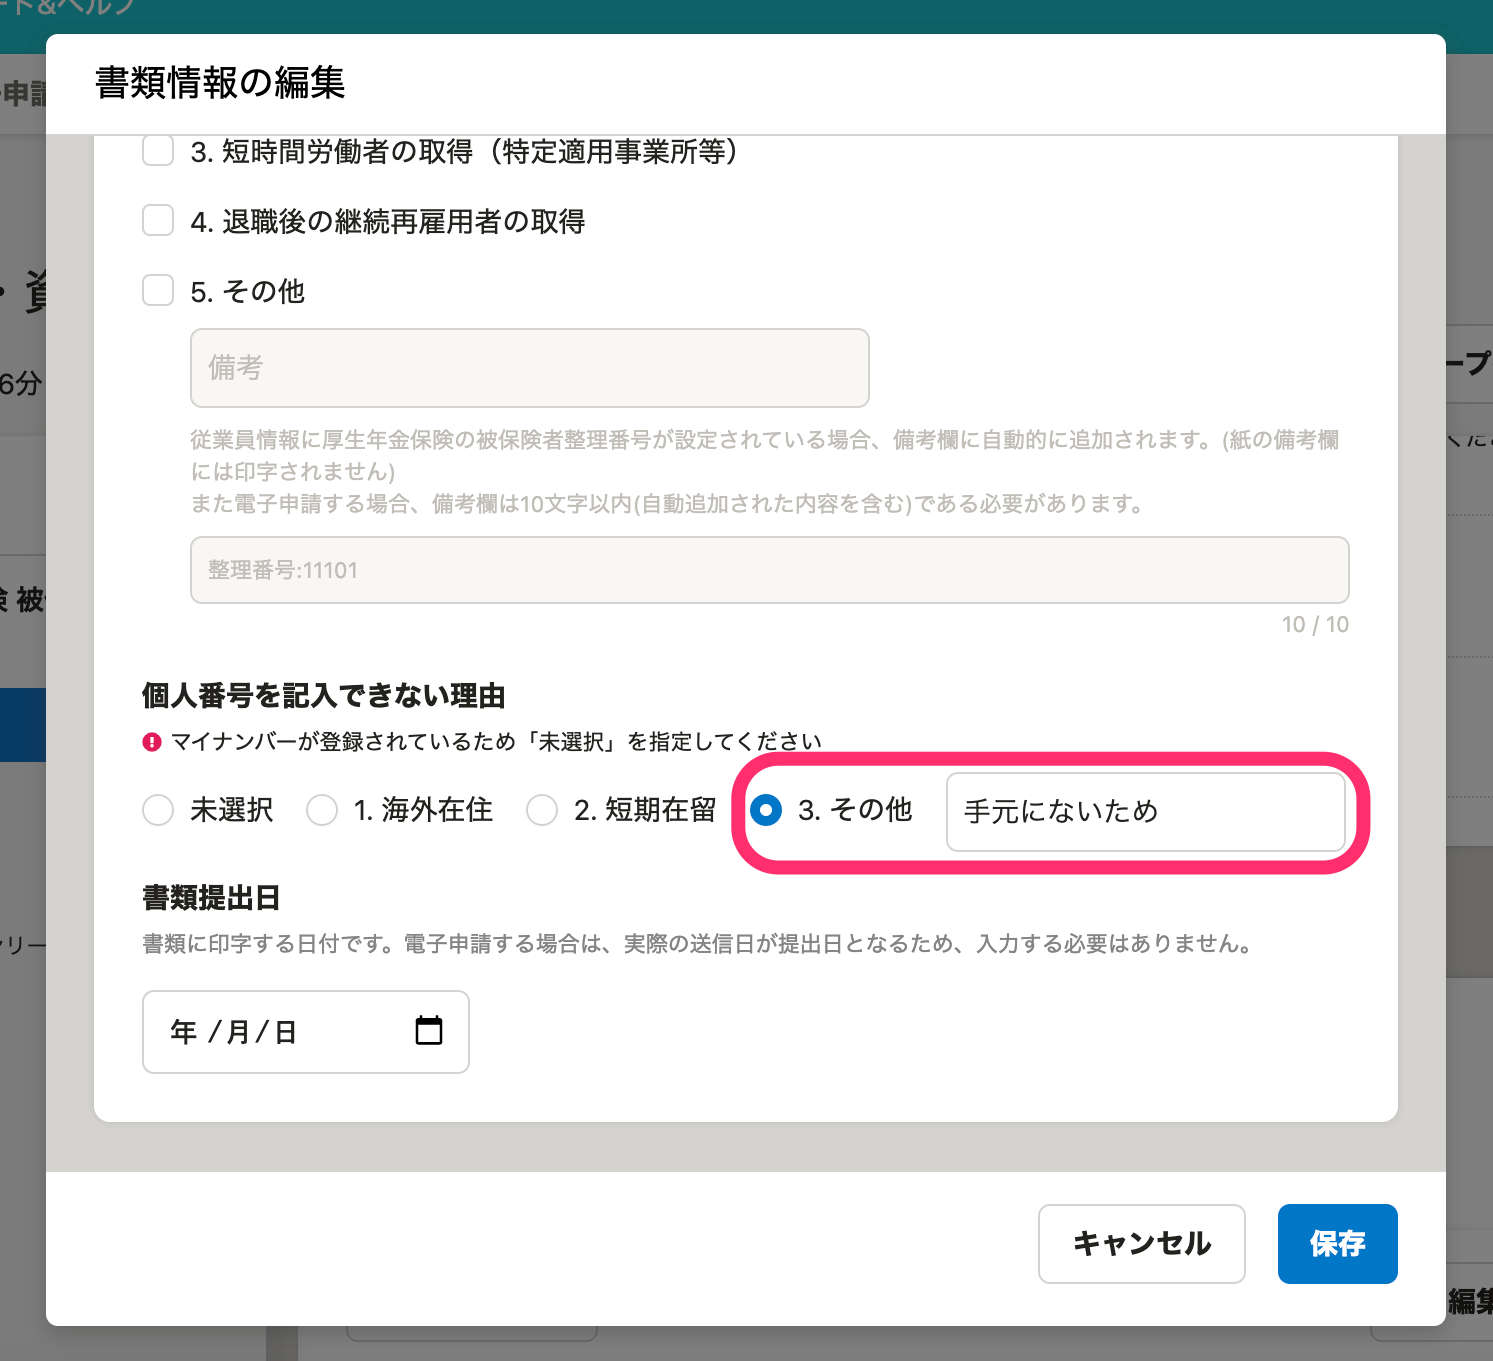 書類情報の編集
3. 短時間労働者の取得（特定適用事業所等）
4. 退職後の継続再雇用者の取得
5. その他
備考
従業員情報に厚生年金保険の被保険者整理番号が設定されている場合、備考欄に自動的に追加されます。(紙の備考欄
には印字されません)
また電子申請する場合、備考欄は10文字以内(自動追加された内容を含む)である必要があります。
整理番号:11101
10 / 10
個人番号を記入できない理由
マイナンバーが登録されているため「未選択」を指定してください
未選択 1. 海外在住 2. 短期在留 3. その他 手元にないため
書類提出日
書類に印字する日付です。電子申請する場合は、実際の送信日が提出日となるため、入力する必要はありません。
年 /月/日
キャンセル 保存
6分
編集